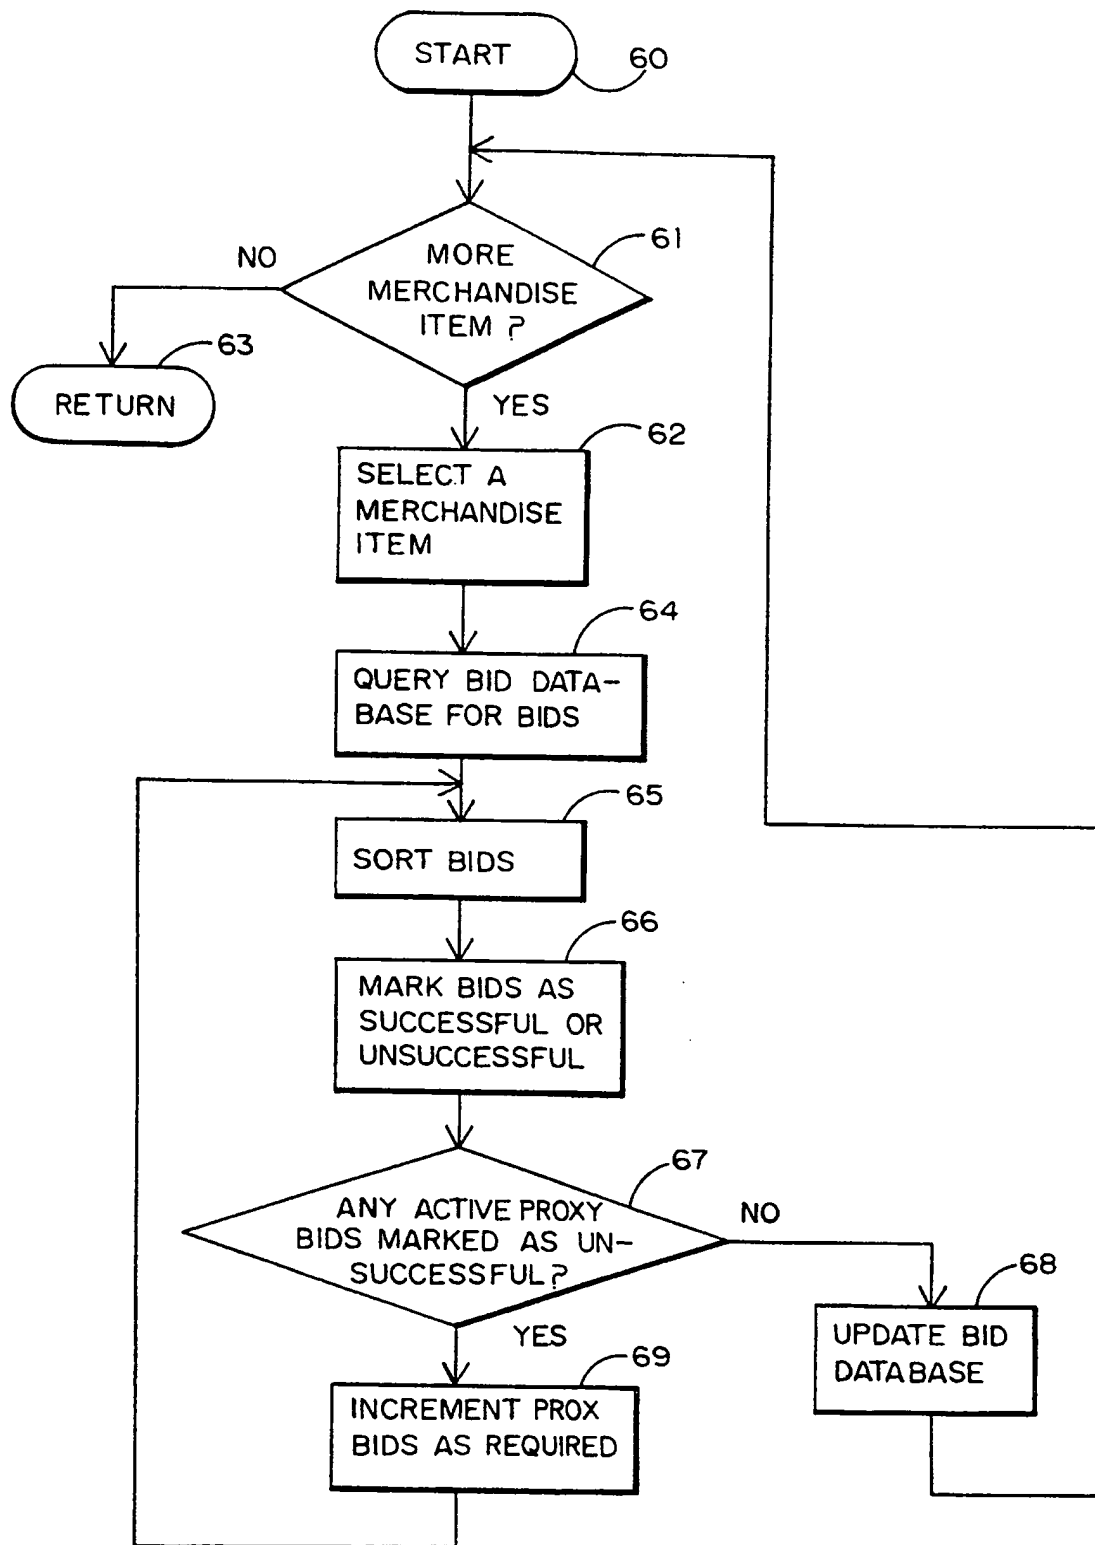 START
60
MORE
MERCHANDISE
ITEM ?
61
NO
63
RETURN
YES
62
SELECT A
MERCHANDISE
ITEM
64
QUERY BID DATA-
BASE FOR BIDS
65
SORT BIDS
66
MARK BIDS AS
SUCCESSFUL OR
UNSUCCESSFUL
67
ANY ACTIVE PROXY
BIDS MARKED AS UN-
SUCCESSFUL?
NO
68
UPDATE BID
DATABASE
YES
69
INCREMENT PROX
BIDS AS REQUIRED